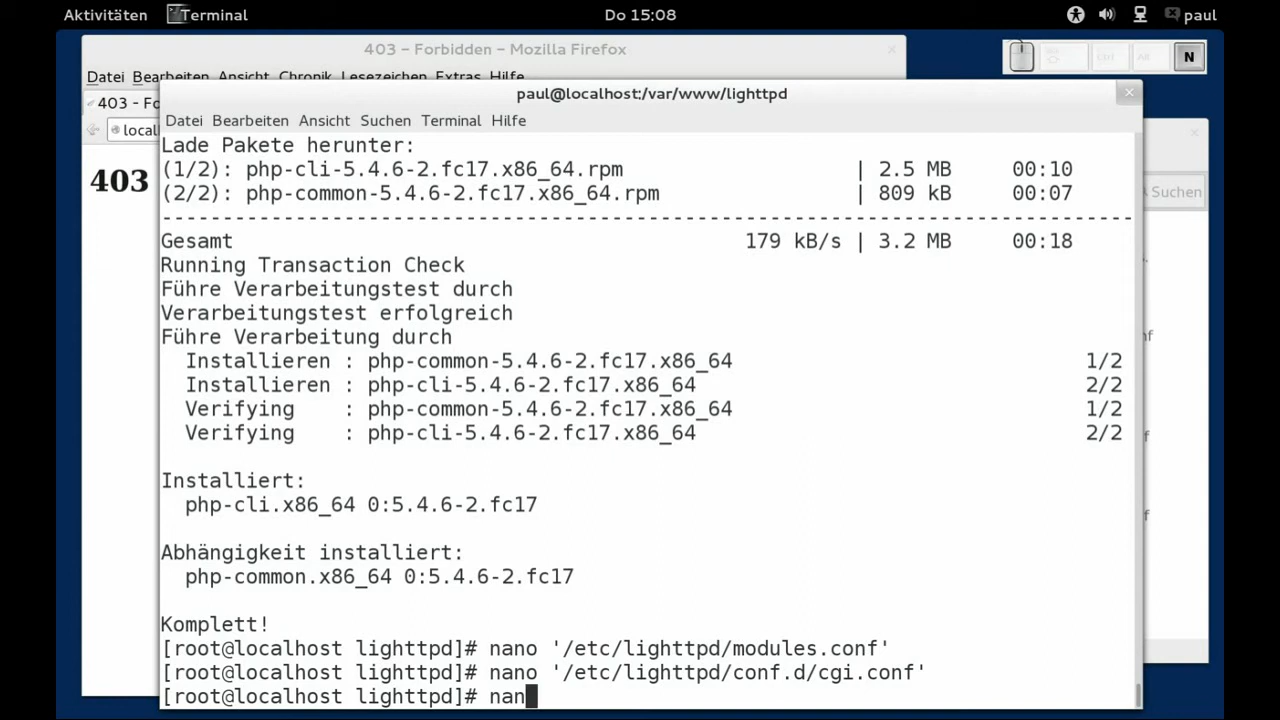 Aktivitäten Terminal Do 15:08 paul
403 – Forbidden – Mozilla Firefox
Datei Bearbeiten Ansicht Chronik Lesezeichen Extras Hilfe
N
paul@localhost:/var/www/lighttpd
403 – Fo
Datei Bearbeiten Ansicht Suchen Terminal Hilfe
local
403
Suchen
Lade Pakete herunter:
(1/2): php-cli-5.4.6-2.fc17.x86_64.rpm | 2.5 MB 00:10
(2/2): php-common-5.4.6-2.fc17.x86_64.rpm | 809 kB 00:07
--------------------------------------------------------------------------------
Gesamt 179 kB/s | 3.2 MB 00:18
Running Transaction Check
Führe Verarbeitungstest durch
Verarbeitungstest erfolgreich
Führe Verarbeitung durch
Installieren : php-common-5.4.6-2.fc17.x86_64 1/2
Installieren : php-cli-5.4.6-2.fc17.x86_64 2/2
Verifying : php-common-5.4.6-2.fc17.x86_64 1/2
Verifying : php-cli-5.4.6-2.fc17.x86_64 2/2
Installiert:
php-cli.x86_64 0:5.4.6-2.fc17
Abhängigkeit installiert:
php-common.x86_64 0:5.4.6-2.fc17
Komplett!
[root@localhost lighttpd]# nano '/etc/lighttpd/modules.conf'
[root@localhost lighttpd]# nano '/etc/lighttpd/conf.d/cgi.conf'
[root@localhost lighttpd]# nan